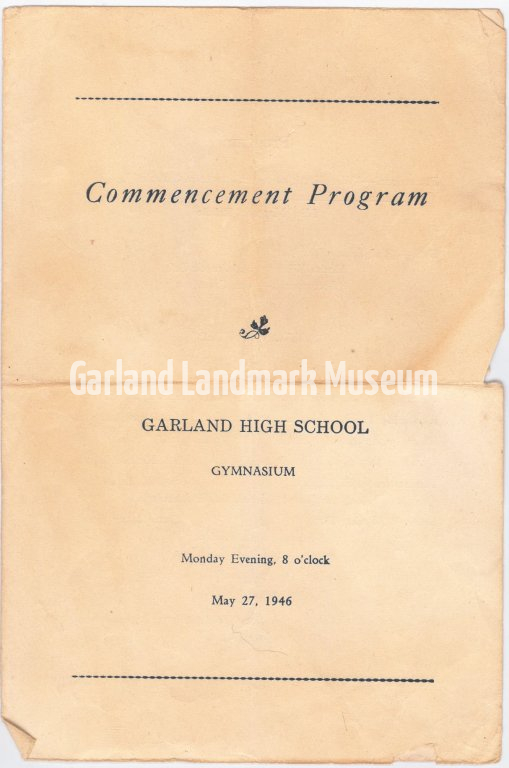 Commencement Program
Garland Landmark Museum
GARLAND HIGH SCHOOL
GYMNASIUM
Monday Evening, 8 o'clock
May 27, 1946